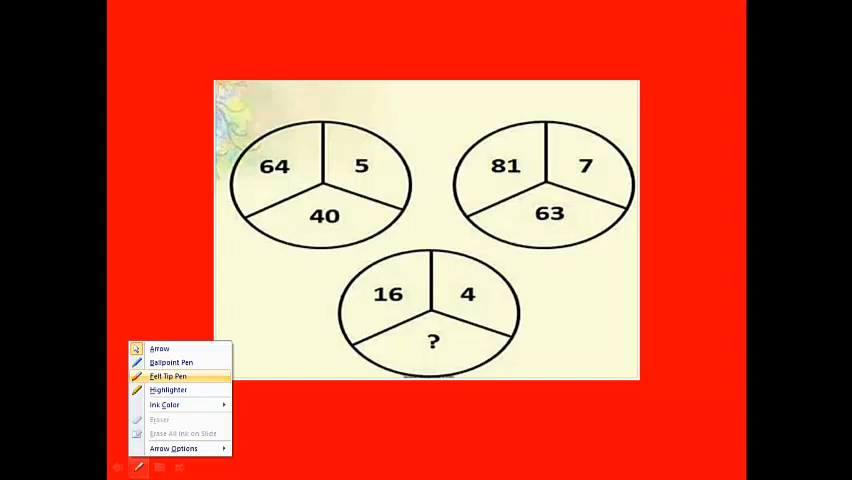 64 5
40
81 7
63
16 4
?
Arrow
Ballpoint Pen
Felt Tip Pen
Highlighter
Ink Color
Eraser
Erase All Ink on Slide
Arrow Options